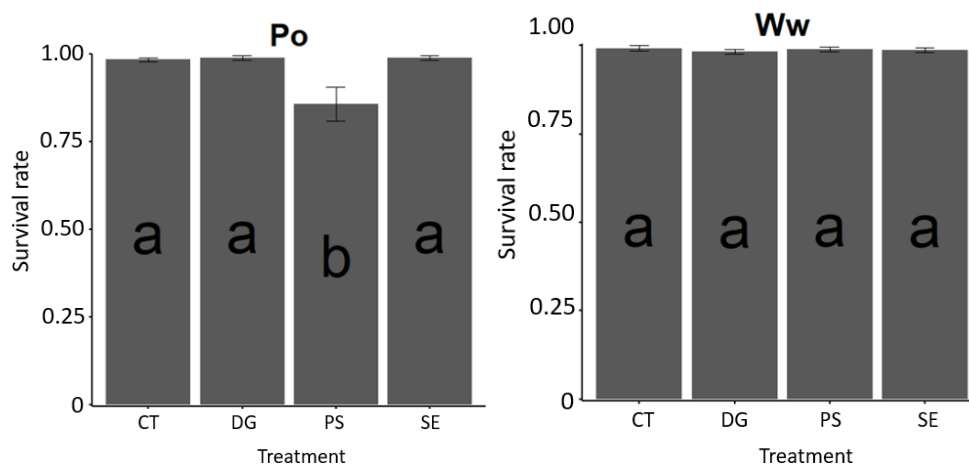 Po
1.00
0.75
0.50
0.25
0
Survival rate
a a b a
CT DG PS SE
Treatment
Ww
1.00
0.75
0.50
0.25
0
Survival rate
a a a a
CT DG PS SE
Treatment